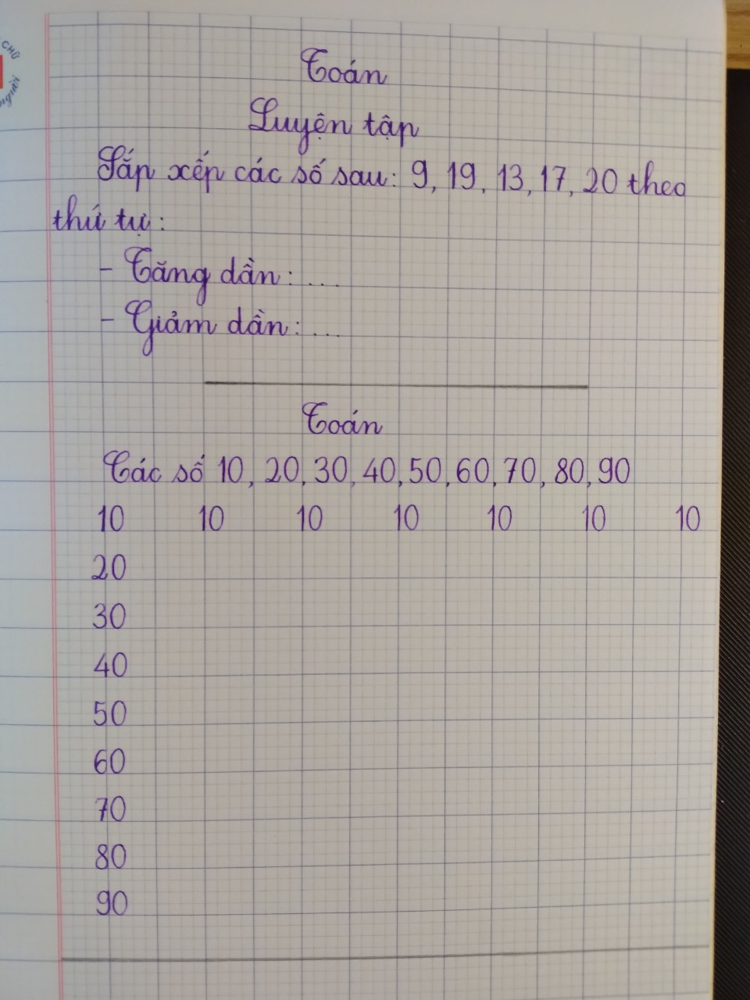 CHỮ
người
Toán
Luyện tập
Sắp xếp các số sau: 9, 19, 13, 17, 20 theo
thứ tự:
- Tăng dần: ...
- Giảm dần: ...
Toán
Các số 10, 20, 30, 40, 50, 60, 70, 80, 90
10 10 10 10 10 10 10
20
30
40
50
60
70
80
90